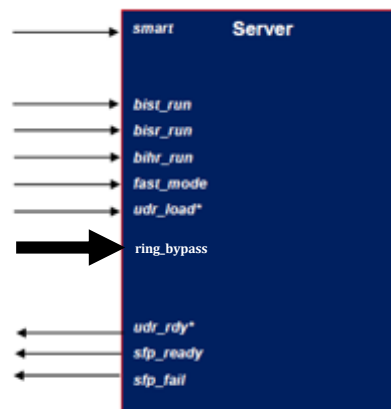 smart Server
bist_run
bisr_run
bihr_run
fast_mode
udr_load*
ring_bypass
udr_rdy*
sfp_ready
sfp_fail